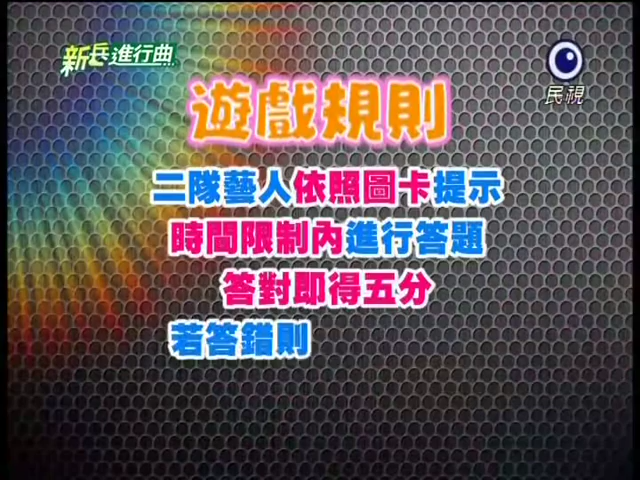 新兵進行曲
民視
遊戲規則
二隊藝人依照圖卡提示
時間限制內進行答題
答對即得五分
若答錯則